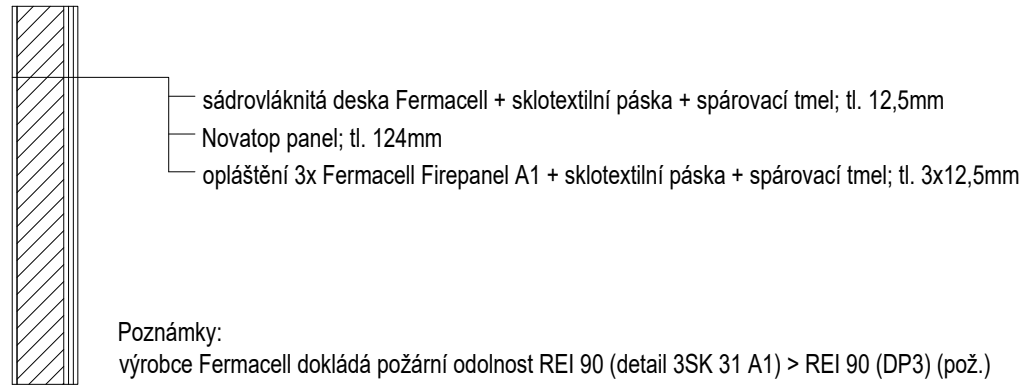 sádrovláknitá deska Fermacell + sklotextilní páska + spárovací tmel; tl. 12,5mm
Novatop panel; tl. 124mm
opláštění 3x Fermacell Firepanel A1 + sklotextilní páska + spárovací tmel; tl. 3x12,5mm
Poznámky:
výrobce Fermacell dokládá požární odolnost REI 90 (detail 3SK 31 A1) > REI 90 (DP3) (pož.)